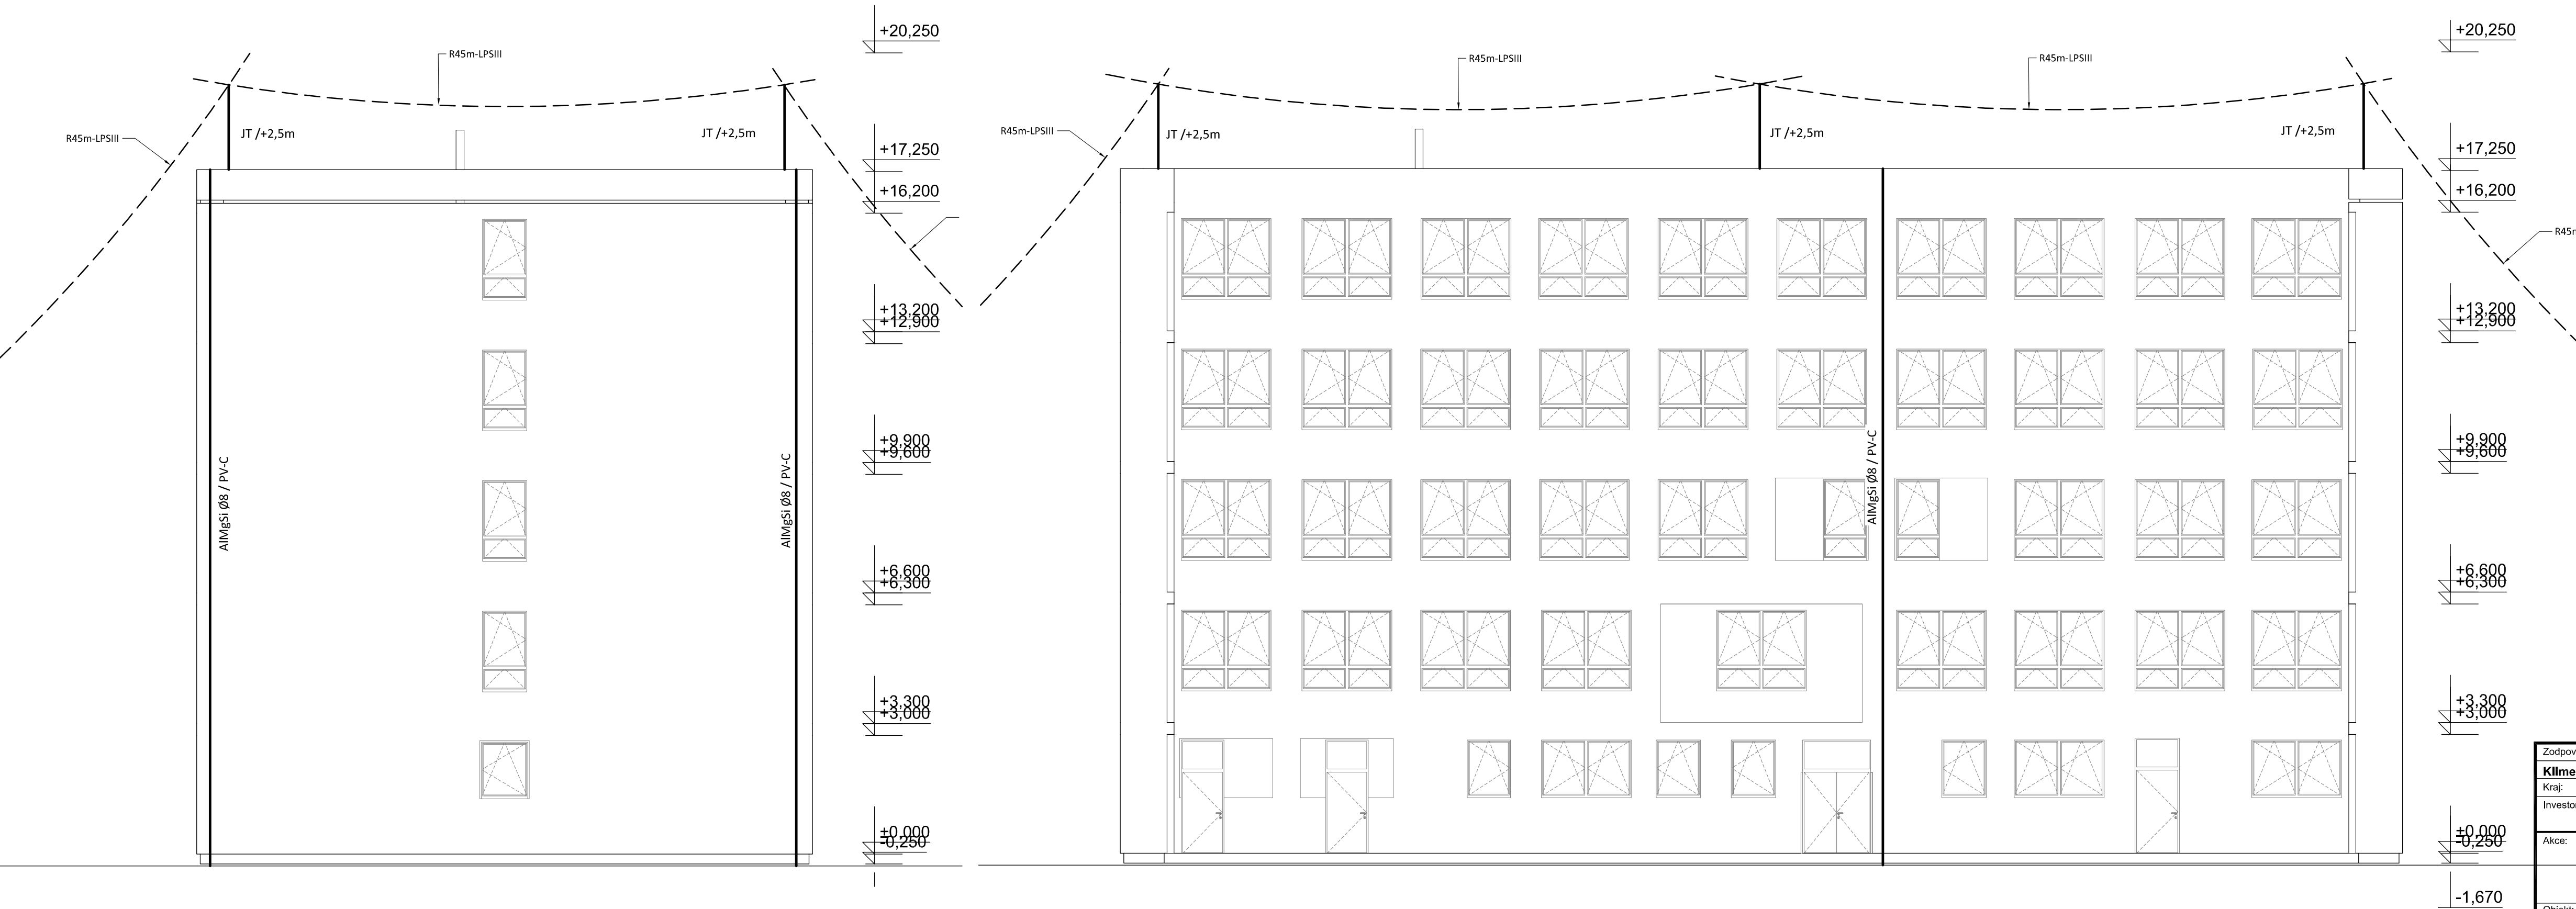 R45m-LPSIII
R45m-LPSIII
JT /+2,5m
JT /+2,5m
AlMgSi Ø8 / PV-C
AlMgSi Ø8 / PV-C
+20,250
+17,250
+16,200
+13,200
+12,900
+9,900
+9,600
+6,600
+6,300
+3,300
+3,000
+0,000
-0,250
R45m-LPSIII
R45m-LPSIII
R45m-LPSIII
JT /+2,5m
JT /+2,5m
JT /+2,5m
AlMgSi Ø8 / PV-C
+20,250
+17,250
+16,200
R45m
+13,200
+12,900
+9,900
+9,600
+6,600
+6,300
+3,300
+3,000
+0,000
-0,250
-1,670
Zodpov
Klime
Kraj:
Investor
Akce: